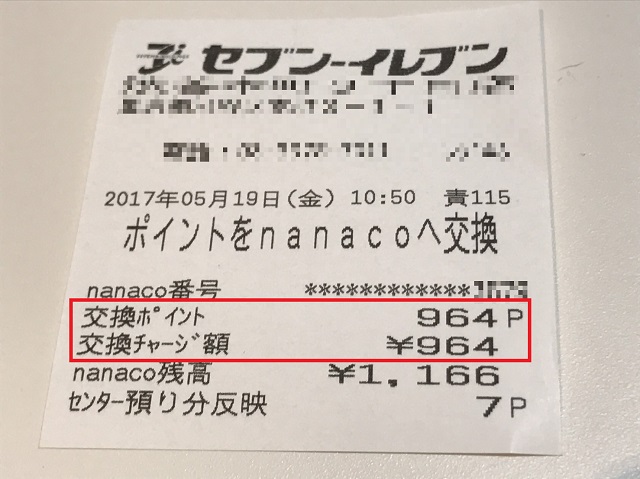 セブン-イレブン
2017年05月19日(金) 10:50 責115
ポイントをnanacoへ交換
nanaco番号 ************
交換ﾎﾟｲﾝﾄ 964P
交換ﾁｬｰｼﾞ額 ¥964
nanaco残高 ¥1,166
ｾﾝﾀｰ預り分反映 7P